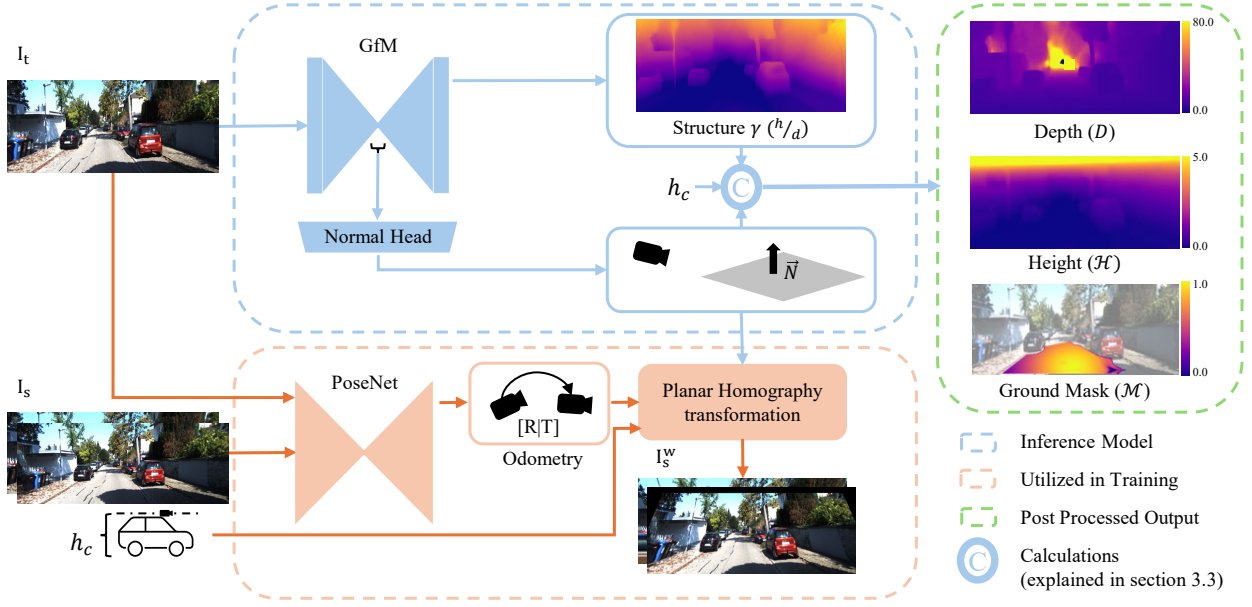 I_t
GfM
Normal Head
Structure γ (h/d)
h_c
C
N⃗
80.0
0.0
Depth (D)
5.0
0.0
Height (ℋ)
1.0
0.0
Ground Mask (ℳ)
I_s
h_c
PoseNet
[R|T]
Odometry
Planar Homography
transformation
I_s^w
Inference Model
Utilized in Training
Post Processed Output
C
Calculations
(explained in section 3.3)